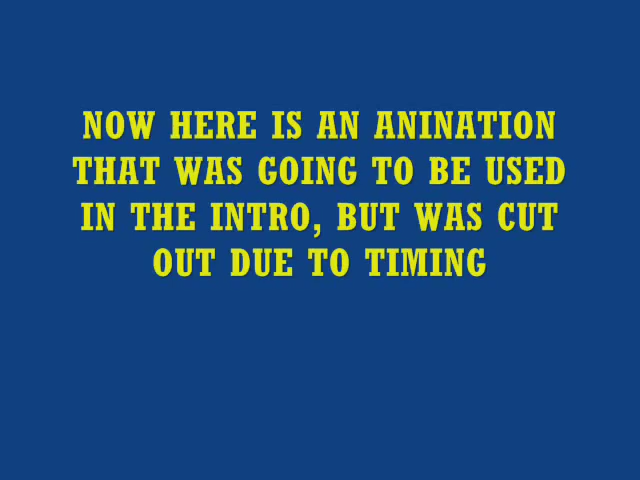 NOW HERE IS AN ANINATION
THAT WAS GOING TO BE USED
IN THE INTRO, BUT WAS CUT
OUT DUE TO TIMING